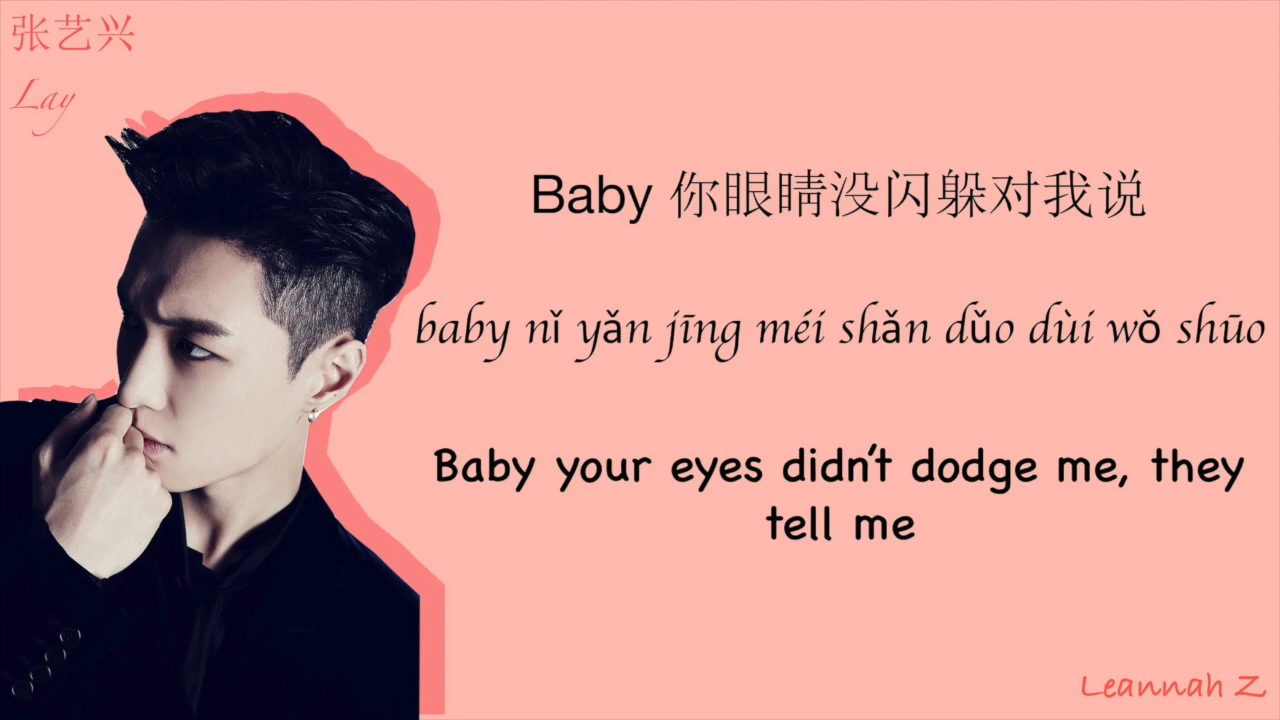 张艺兴
Lay
Baby 你眼睛没闪躲对我说
baby nǐ yǎn jīng méi shǎn dǔo dùi wǒ shūo
Baby your eyes didn't dodge me, they
tell me
Leannah Z